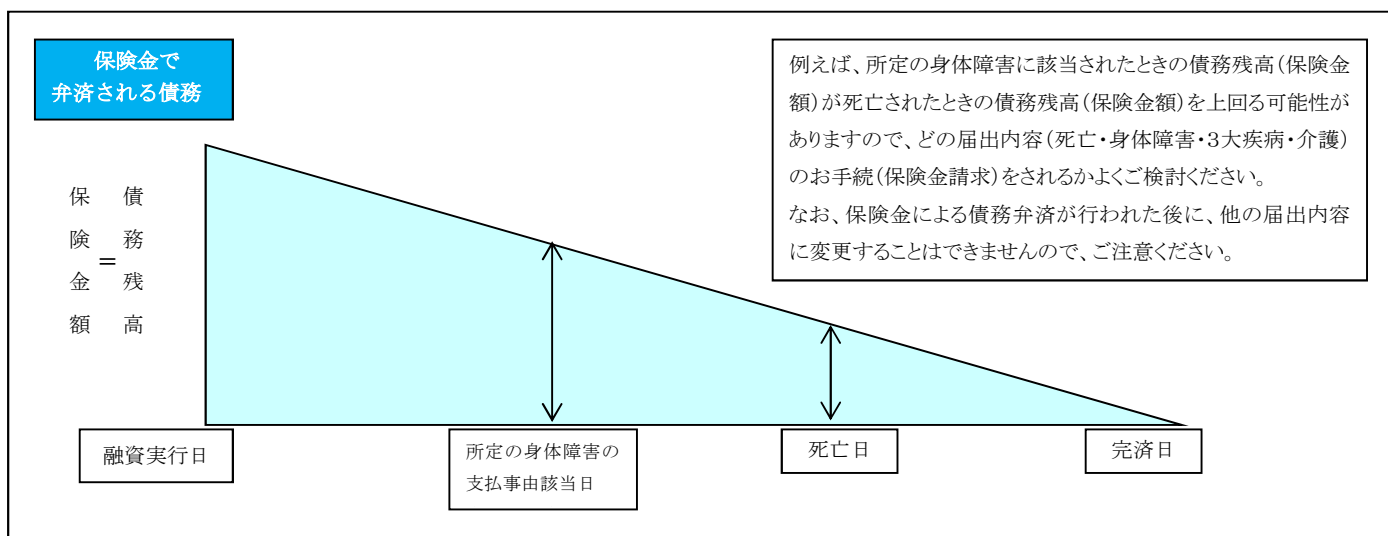 保険金で
弁済される債務
例えば、所定の身体障害に該当されたときの債務残高(保険金
額)が死亡されたときの債務残高(保険金額)を上回る可能性が
ありますので、どの届出内容(死亡・身体障害・3大疾病・介護)
のお手続(保険金請求)をされるかよくご検討ください。
なお、保険金による債務弁済が行われた後に、他の届出内容
に変更することはできませんので、ご注意ください。
保険金額
=
債務残高
融資実行日
所定の身体障害の
支払事由該当日
死亡日
完済日